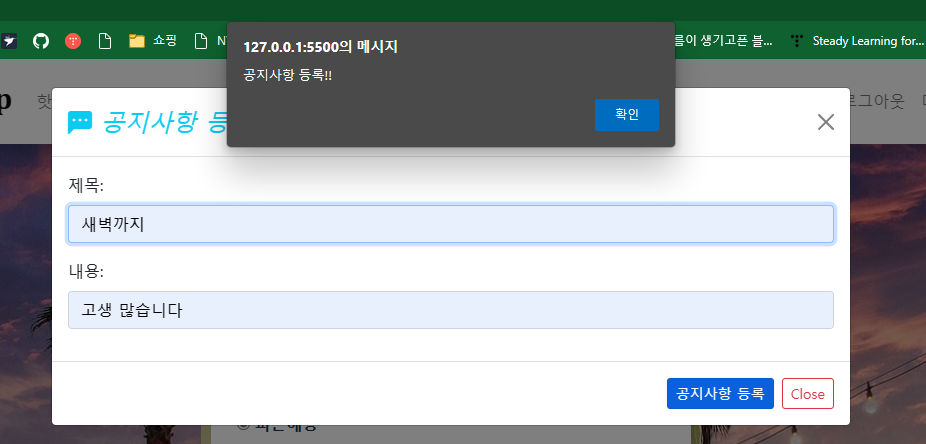 쇼핑
127.0.0.1:5500의 메시지
공지사항 등록!!
확인
름이 생기고픈 블...
Steady Learning for...
로그아웃
공지사항 등
제목:
새벽까지
내용:
고생 많습니다
공지사항 등록
Close